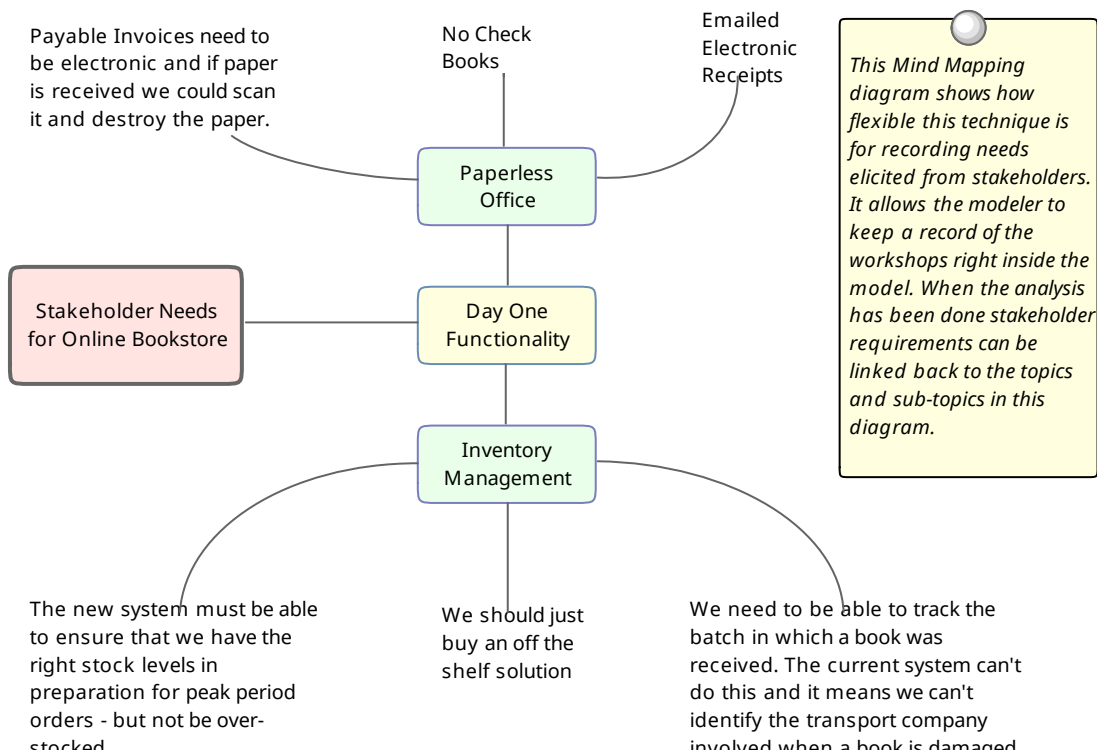 Payable Invoices need to
be electronic and if paper
is received we could scan
it and destroy the paper.
No Check
Books
Emailed
Electronic
Receipts
Paperless
Office
Stakeholder Needs
for Online Bookstore
Day One
Functionality
Inventory
Management
The new system must be able
to ensure that we have the
right stock levels in
preparation for peak period
orders - but not be over-
stocked
We should just
buy an off the
shelf solution
We need to be able to track the
batch in which a book was
received. The current system can't
do this and it means we can't
identify the transport company
involved when a book is damaged
This Mind Mapping
diagram shows how
flexible this technique is
for recording needs
elicited from stakeholders.
It allows the modeler to
keep a record of the
workshops right inside the
model. When the analysis
has been done stakeholder
requirements can be
linked back to the topics
and sub-topics in this
diagram.